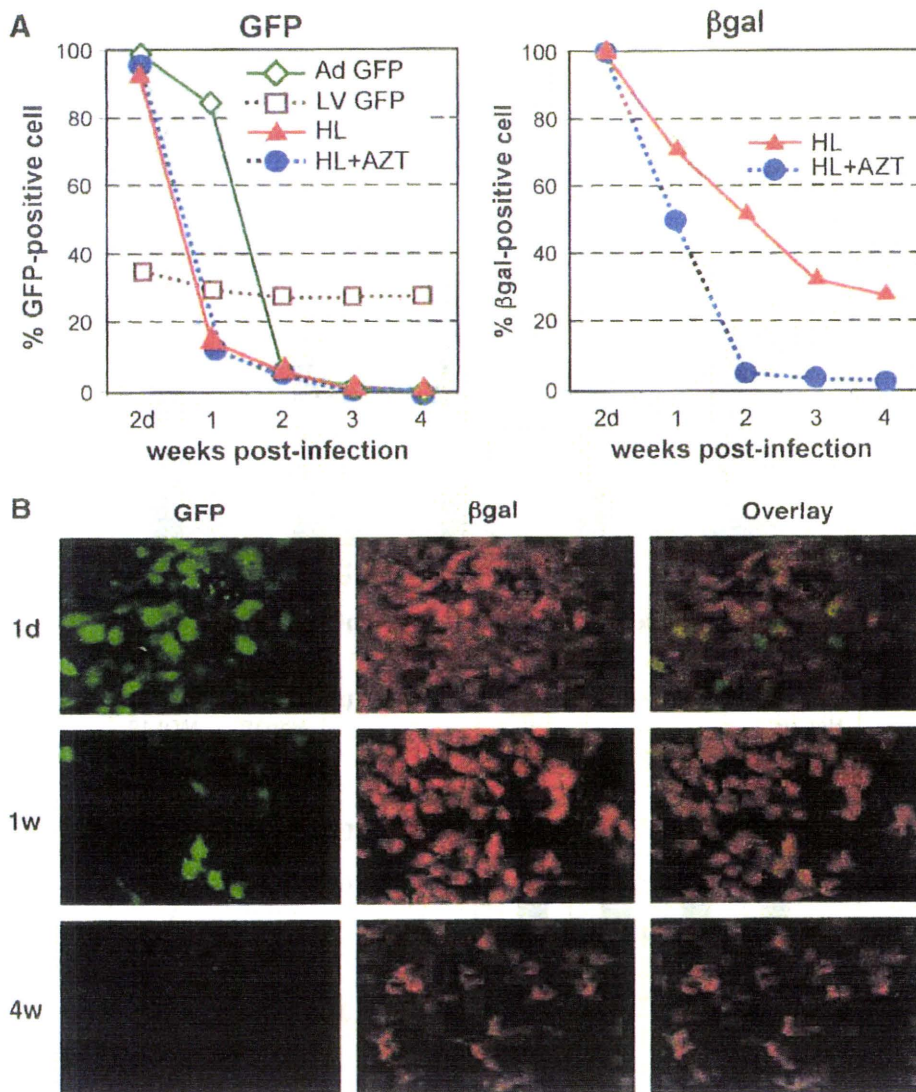 A
GFP
βgal
% GFP-positive cell
100
80
60
40
20
0
Ad GFP
LV GFP
HL
HL+AZT
2d 1 2 3 4
weeks post-infection
% βgal-positive cell
100
80
60
40
20
0
HL
HL+AZT
2d 1 2 3 4
weeks post-infection
B
GFP βgal Overlay
1d
1w
4w